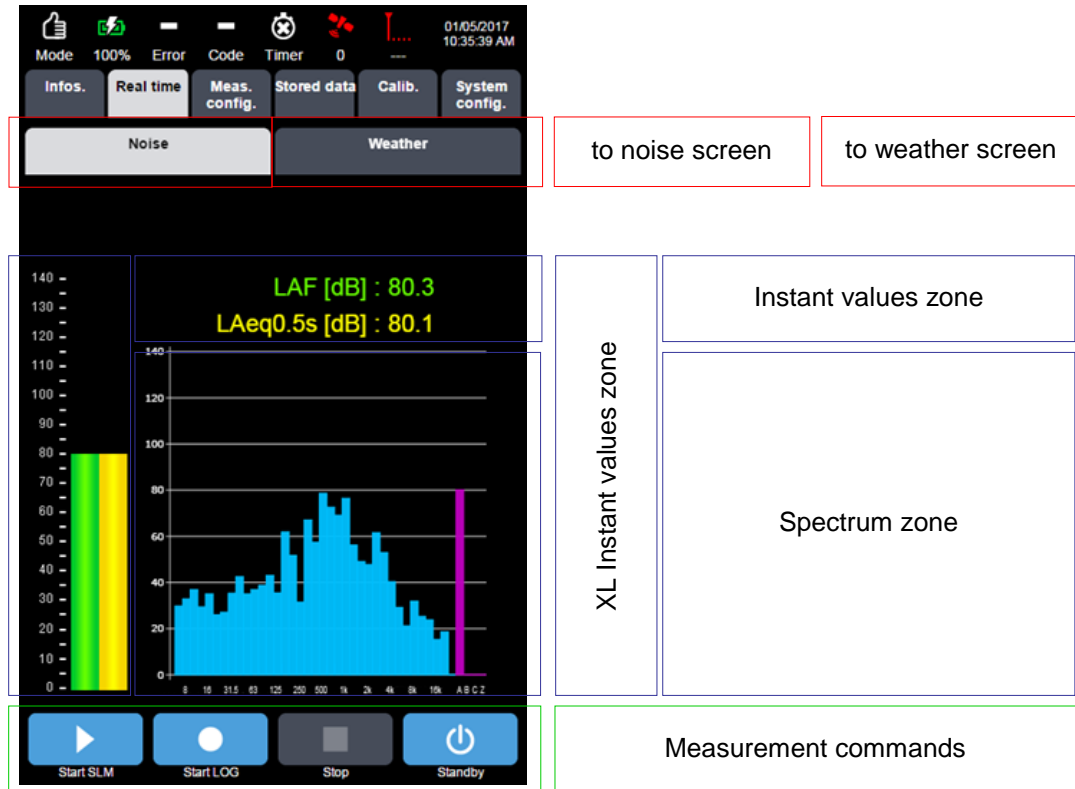 01/05/2017
10:35:39 AM
Mode 100% Error Code Timer 0 ---
Infos. Real time Meas. config. Stored data Calib. System config.
Noise Weather
to noise screen
to weather screen
LAF [dB] : 80.3
LAeq0.5s [dB] : 80.1
140
130
120
110
100
90
80
70
60
50
40
30
20
10
0
140
120
100
80
60
40
20
0
8 16 31.5 63 125 250 500 1k 2k 4k 8k 16k A B C Z
XL Instant values zone
Instant values zone
Spectrum zone
Start SLM Start LOG Stop Standby
Measurement commands